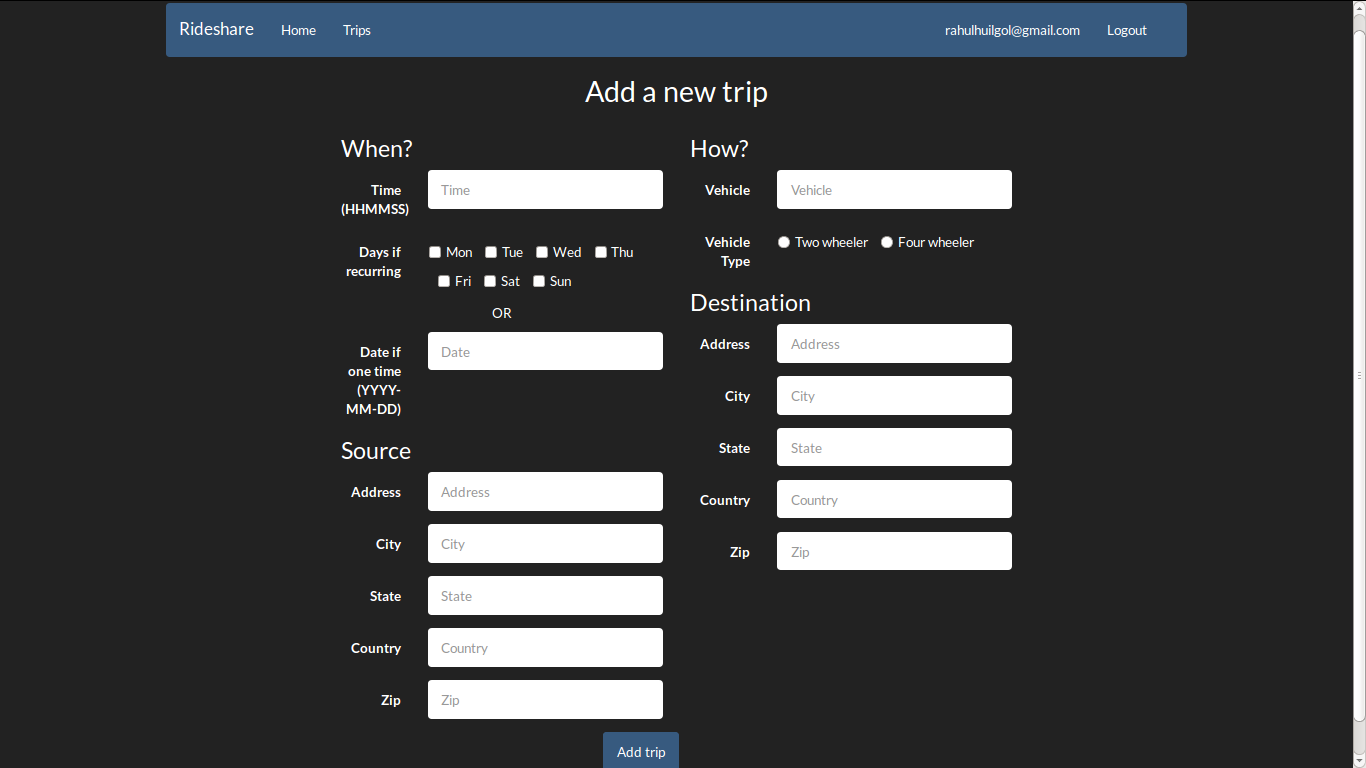 Rideshare Home Trips rahulhuilgol@gmail.com Logout
Add a new trip
When?
Time
(HHMMSS)
Time
Days if
recurring
Mon Tue Wed Thu
Fri Sat Sun
OR
Date if
one time
(YYYY-
MM-DD)
Date
Source
Address Address
City City
State State
Country Country
Zip Zip
How?
Vehicle Vehicle
Vehicle
Type
Two wheeler Four wheeler
Destination
Address Address
City City
State State
Country Country
Zip Zip
Add trip